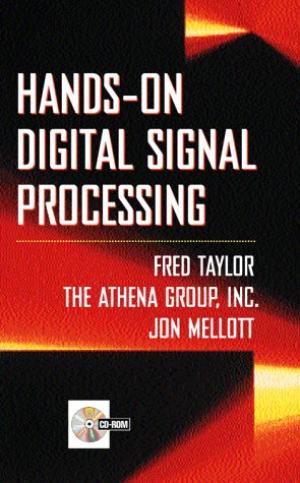 HANDS-ON
DIGITAL SIGNAL
PROCESSING
FRED TAYLOR
THE ATHENA GROUP, INC.
JON MELLOTT
CD-ROM